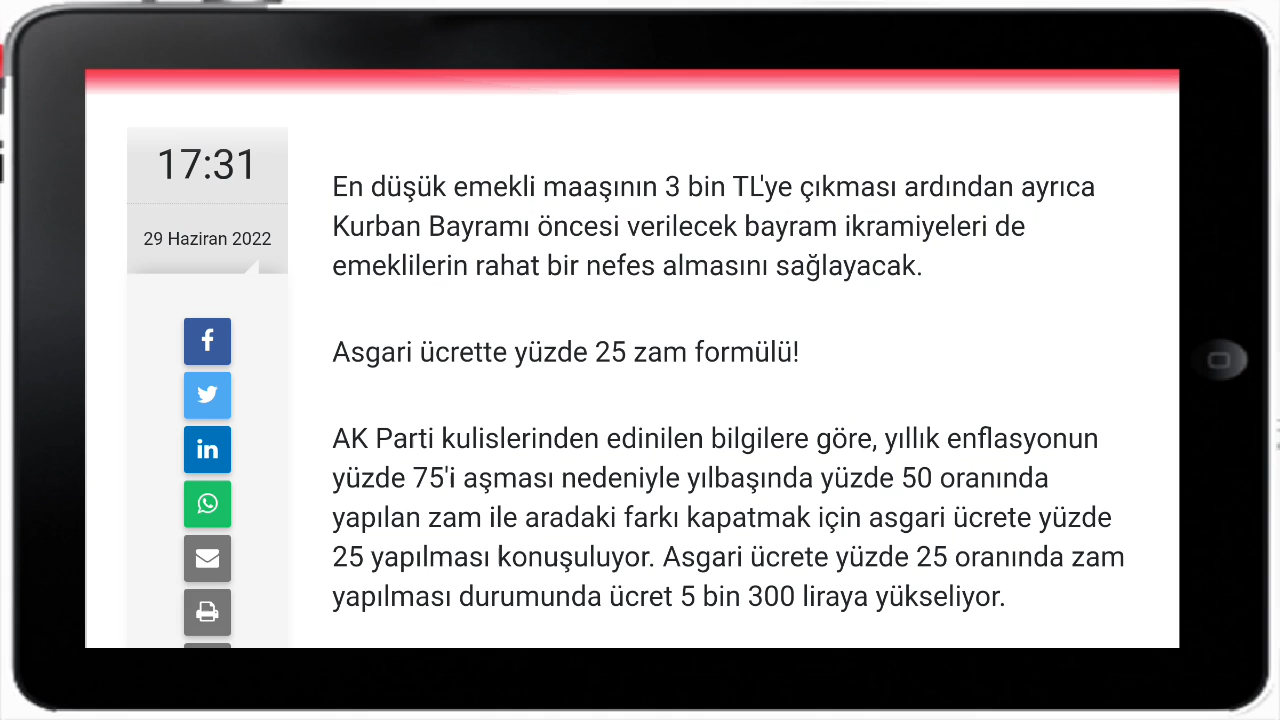 17:31
29 Haziran 2022
En düşük emekli maaşının 3 bin TL'ye çıkması ardından ayrıca
Kurban Bayramı öncesi verilecek bayram ikramiyeleri de
emeklilerin rahat bir nefes almasını sağlayacak.
Asgari ücrette yüzde 25 zam formülü!
AK Parti kulislerinden edinilen bilgilere göre, yıllık enflasyonun
yüzde 75'i aşması nedeniyle yılbaşında yüzde 50 oranında
yapılan zam ile aradaki farkı kapatmak için asgari ücrete yüzde
25 yapılması konuşuluyor. Asgari ücrete yüzde 25 oranında zam
yapılması durumunda ücret 5 bin 300 liraya yükseliyor.